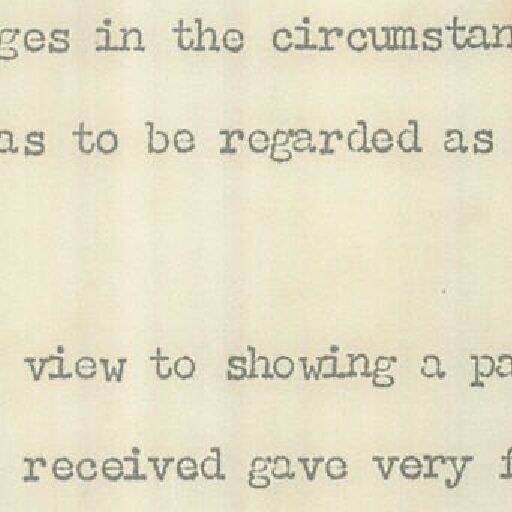 ges in the circumstan
as to be regarded as
view to showing a pa
received gave very f